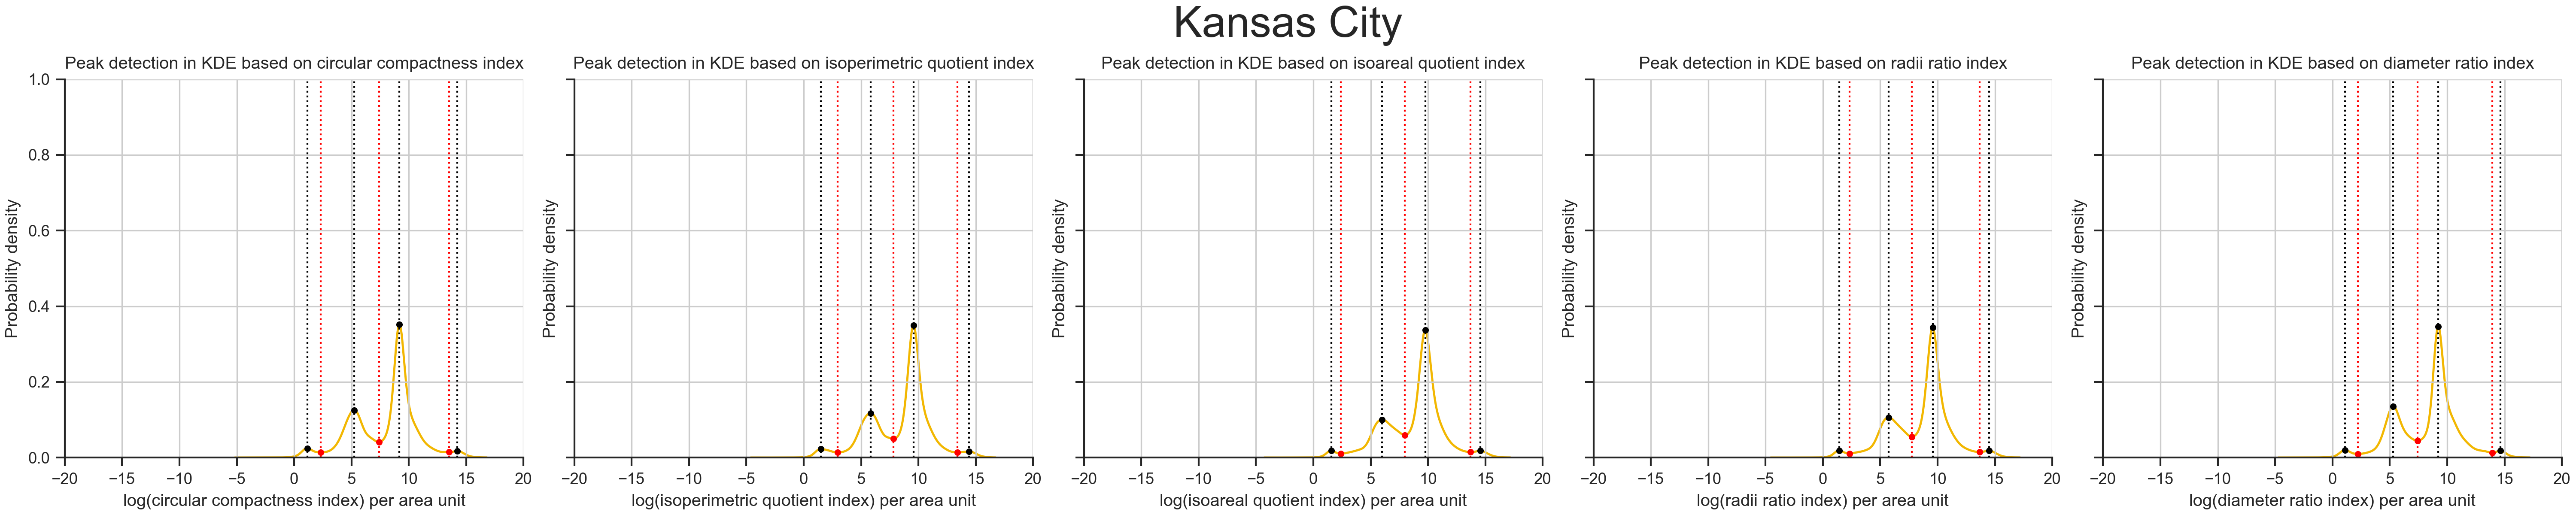 Kansas City
Peak detection in KDE based on circular compactness index
1.0
0.8
0.6
0.4
0.2
0.0
Probability density
−20 −15 −10 −5 0 5 10 15 20
log(circular compactness index) per area unit
Peak detection in KDE based on isoperimetric quotient index
Probability density
−20 −15 −10 −5 0 5 10 15 20
log(isoperimetric quotient index) per area unit
Peak detection in KDE based on isoareal quotient index
Probability density
−20 −15 −10 −5 0 5 10 15 20
log(isoareal quotient index) per area unit
Peak detection in KDE based on radii ratio index
Probability density
−20 −15 −10 −5 0 5 10 15 20
log(radii ratio index) per area unit
Peak detection in KDE based on diameter ratio index
Probability density
−20 −15 −10 −5 0 5 10 15 20
log(diameter ratio index) per area unit